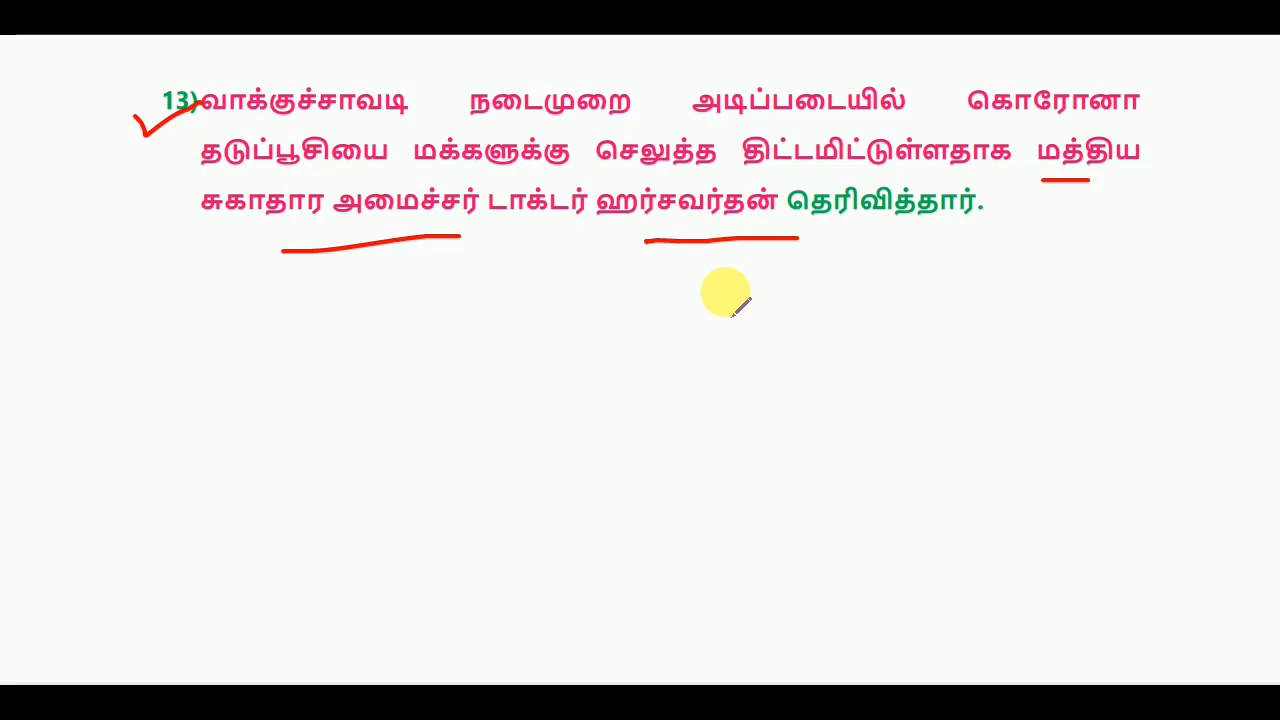 13)வாக்குச்சாவடி நடைமுறை அடிப்படையில் கொரோனா
தடுப்பூசியை மக்களுக்கு செலுத்த திட்டமிட்டுள்ளதாக மத்திய
சுகாதார அமைச்சர் டாக்டர் ஹர்சவர்தன் தெரிவித்தார்.